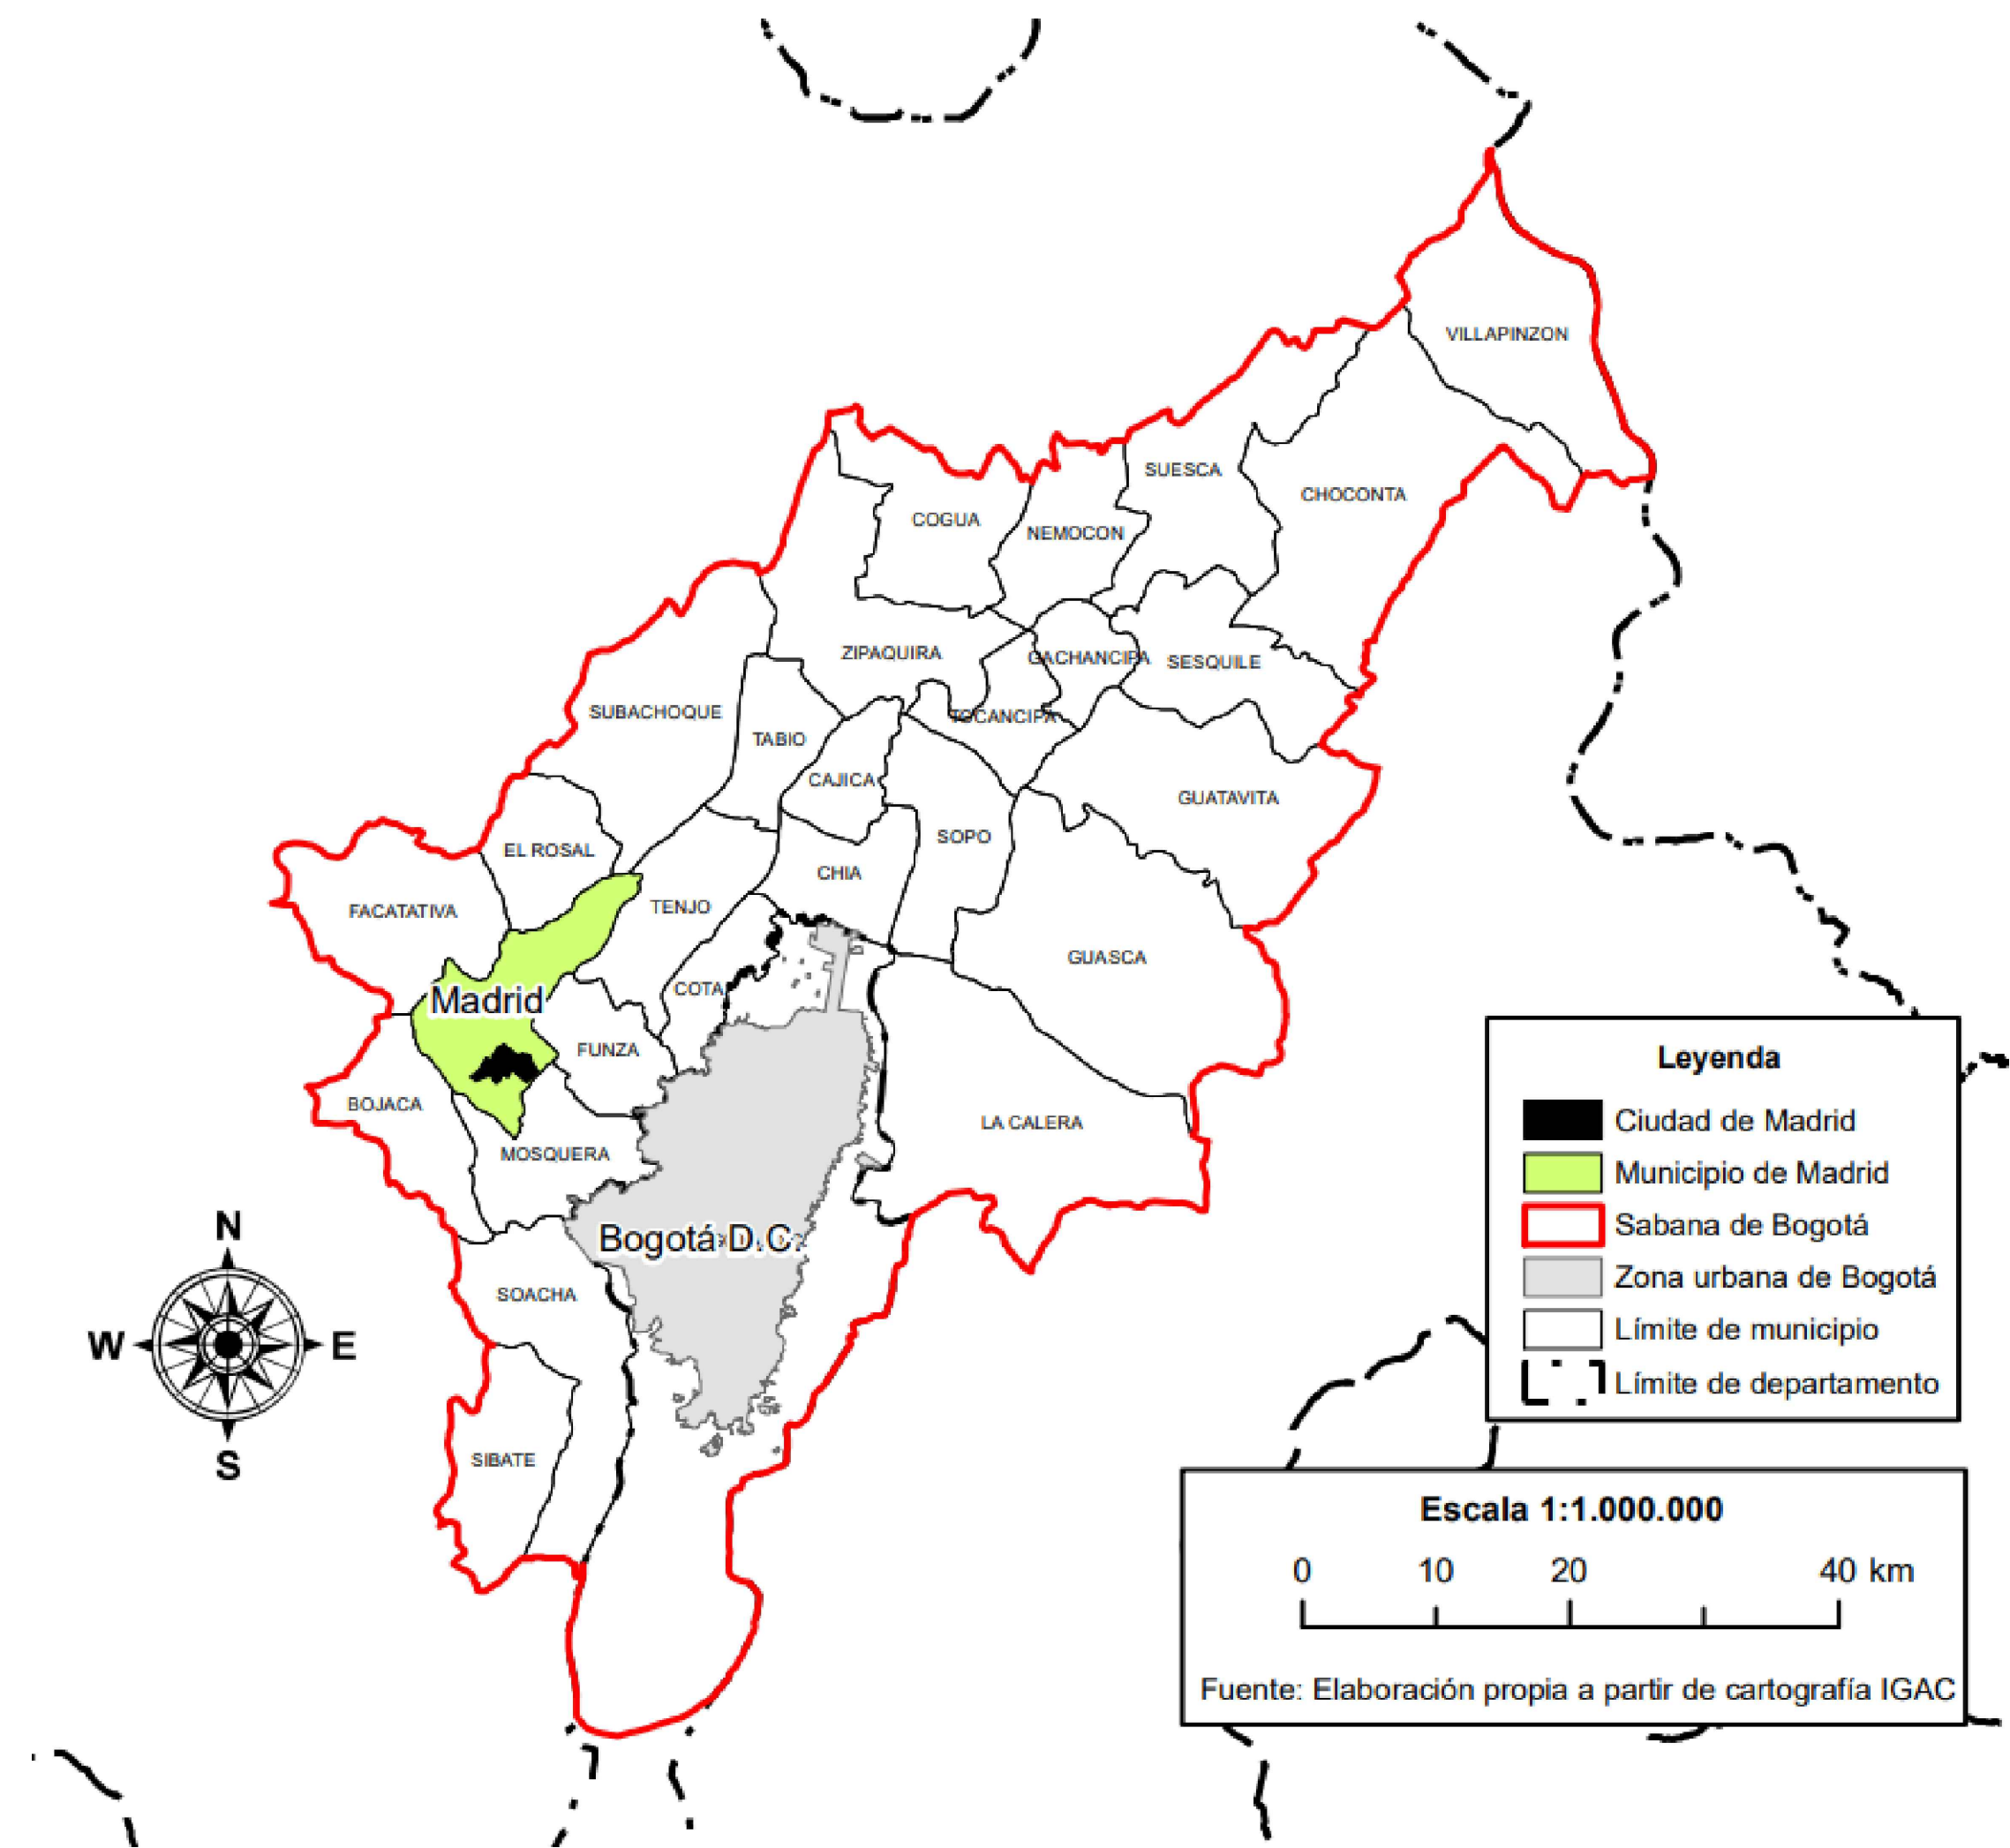 VILLAPINZON
SUESCA
CHOCONTA
COGUA
NEMOCON
ZIPAQUIRA
GACHANCIPA
SESQUILE
SUBACHOQUE
TOCANCIPA
TABIO
CAJICA
GUATAVITA
SOPO
EL ROSAL
CHIA
TENJO
FACATATIVA
GUASCA
COTA
Madrid
FUNZA
BOJACA
LA CALERA
MOSQUERA
Bogotá D.C.
SOACHA
SIBATE
N
W
E
S
Leyenda
Ciudad de Madrid
Municipio de Madrid
Sabana de Bogotá
Zona urbana de Bogotá
Límite de municipio
Límite de departamento
Escala 1:1.000.000
0 10 20 40 km
Fuente: Elaboración propia a partir de cartografía IGAC